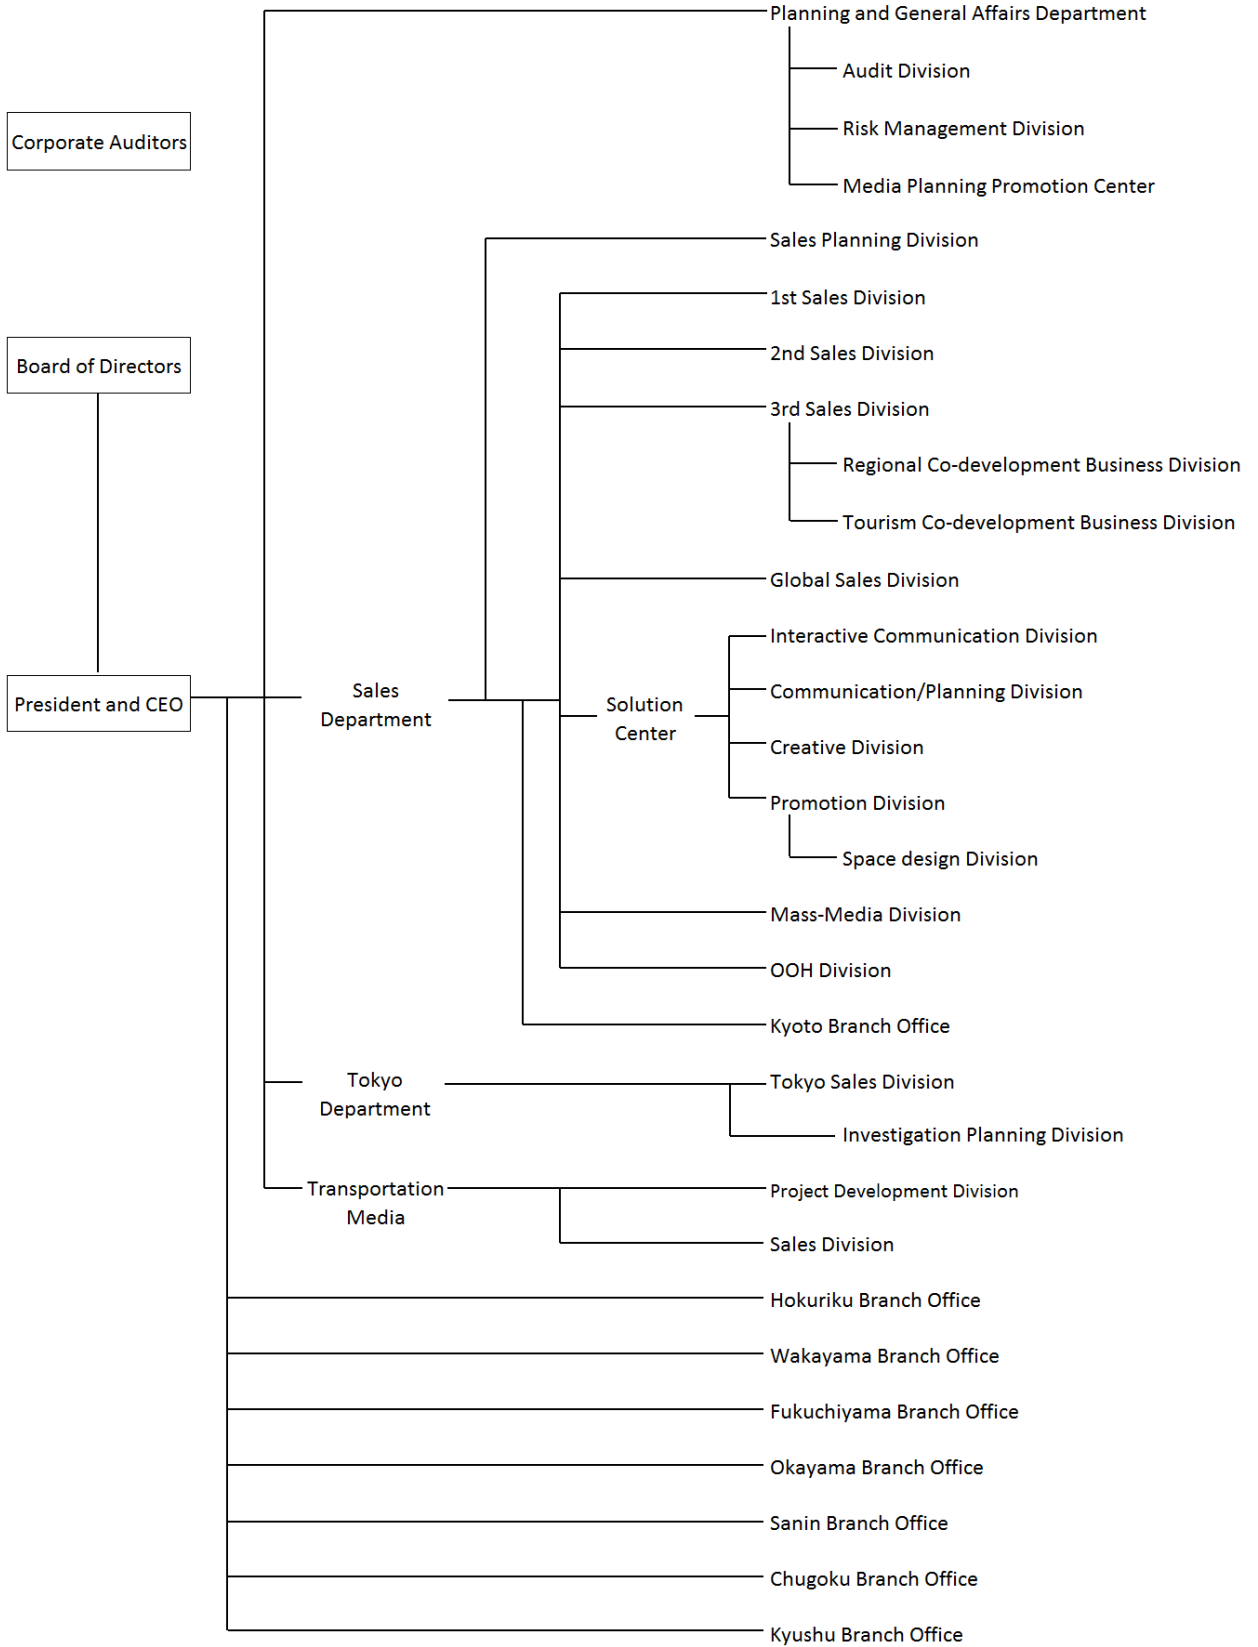 Planning and General Affairs Department
Audit Division
Corporate Auditors
Risk Management Division
Media Planning Promotion Center
Sales Planning Division
1st Sales Division
2nd Sales Division
Board of Directors
3rd Sales Division
Regional Co-development Business Division
Tourism Co-development Business Division
Global Sales Division
Interactive Communication Division
President and CEO
Sales
Department
Solution
Center
Communication/Planning Division
Creative Division
Promotion Division
Space design Division
Mass-Media Division
OOH Division
Kyoto Branch Office
Tokyo
Department
Tokyo Sales Division
Investigation Planning Division
Transportation
Media
Project Development Division
Sales Division
Hokuriku Branch Office
Wakayama Branch Office
Fukuchiyama Branch Office
Okayama Branch Office
Sanin Branch Office
Chugoku Branch Office
Kyushu Branch Office